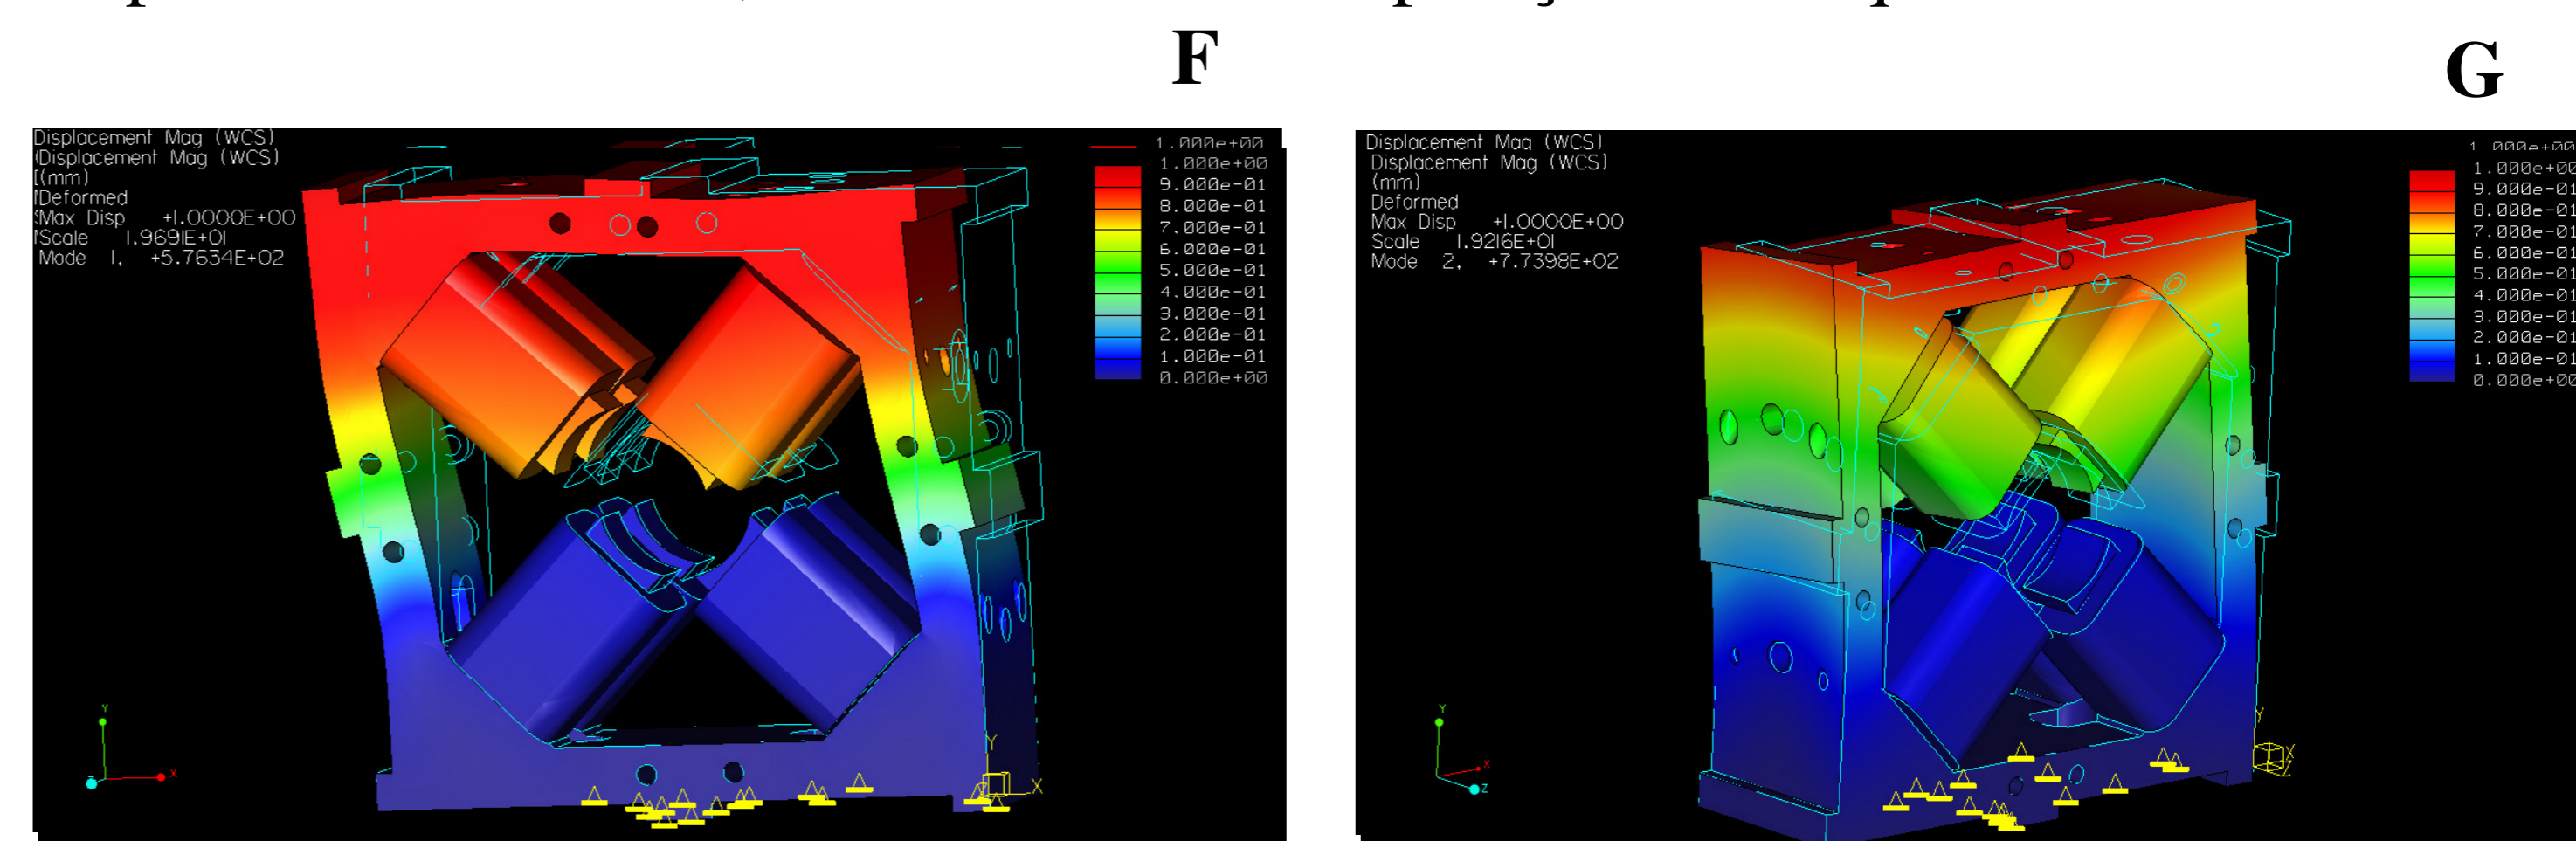 F
G
Displacement Mag (WCS)
(Displacement Mag (WCS)
(mm)
Deformed
Max Disp +1.0000E+00
Scale 1.9691E+01
Mode 1, +5.7634E+02
1.000e+00
1.000e+00
9.000e-01
8.000e-01
7.000e-01
6.000e-01
5.000e-01
4.000e-01
3.000e-01
2.000e-01
1.000e-01
0.000e+00
Y
X
Y
X
Displacement Mag (WCS)
Displacement Mag (WCS)
(mm)
Deformed
Max Disp +1.0000E+00
Scale 1.9216E+01
Mode 2, +7.7398E+02
1.000e+00
9.000e-01
8.000e-01
7.000e-01
6.000e-01
5.000e-01
4.000e-01
3.000e-01
2.000e-01
1.000e-01
0.000e+00
Y
X
Z
Y
X
Z